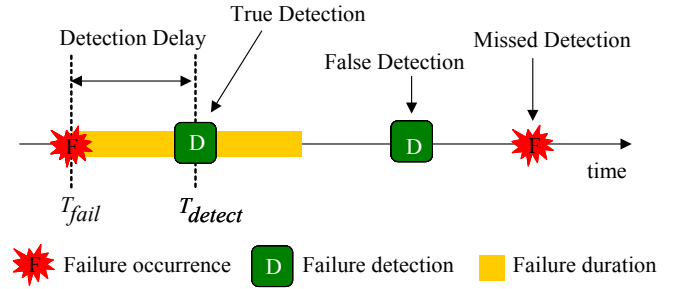 True Detection
Detection Delay
Missed Detection
False Detection
F
D
D
F
time
T_fail
T_detect
F Failure occurrence
D Failure detection
Failure duration